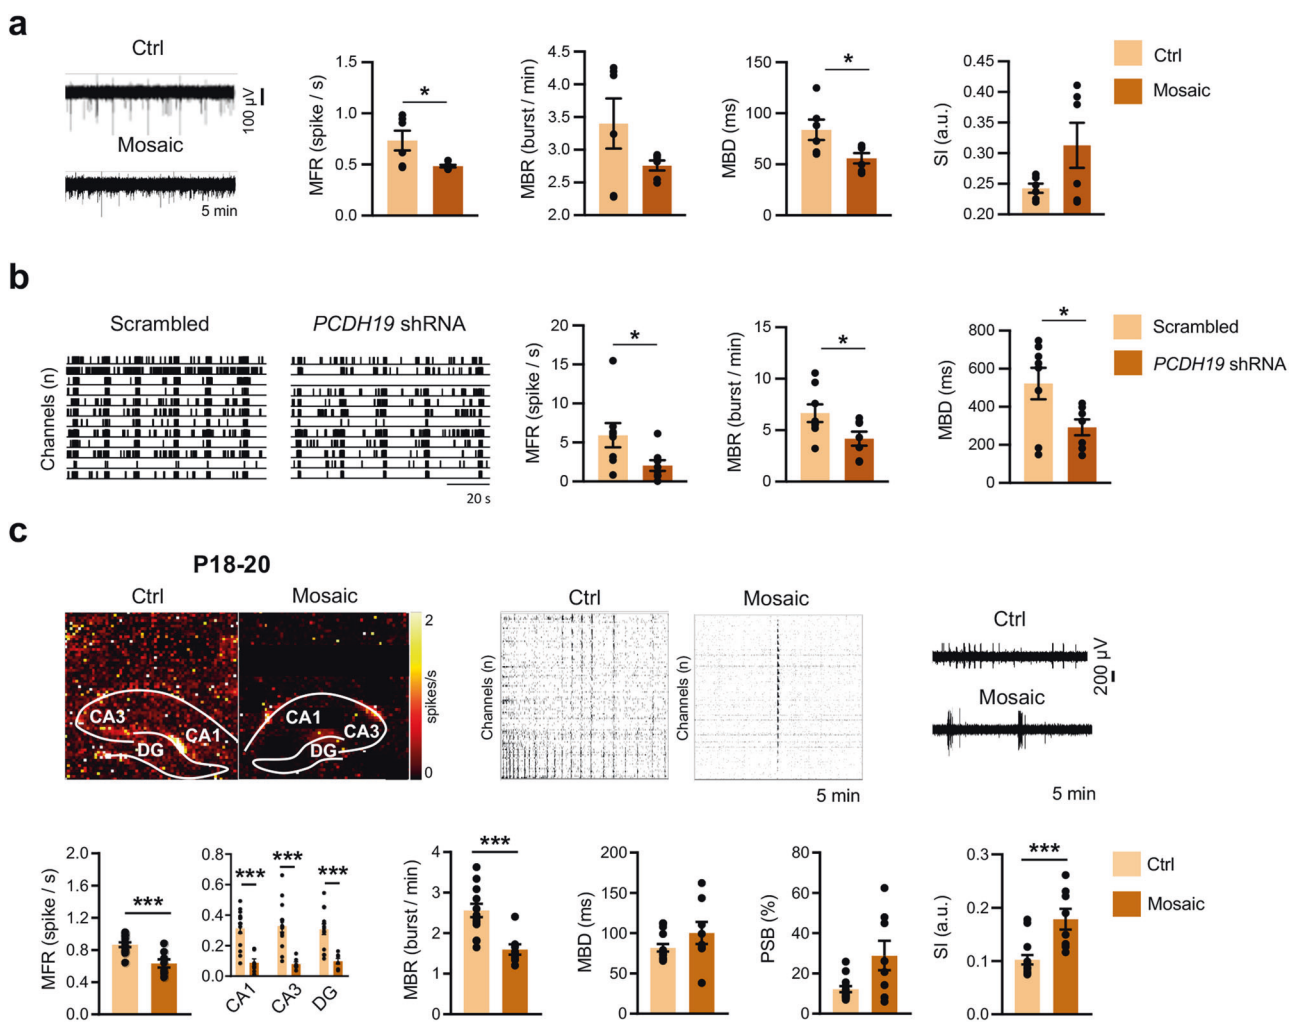 a
Ctrl
100 µV
Mosaic
5 min
MFR (spike / s)
1.5
1.0
0.5
0.0
*
MBR (burst / min)
4.5
4.0
3.5
3.0
2.5
2.0
MBD (ms)
150
100
50
0
*
SI (a.u.)
0.40
0.35
0.30
0.25
0.20
Ctrl
Mosaic
b
Scrambled
PCDH19 shRNA
Channels (n)
20 s
MFR (spike / s)
20
15
10
5
0
*
MBR (burst / min)
15
10
5
0
*
MBD (ms)
800
600
400
200
0
*
Scrambled
PCDH19 shRNA
c
P18-20
Ctrl
Mosaic
CA3
CA1
DG
CA1
CA3
DG
2
spikes/s
0
Ctrl
Mosaic
Channels (n)
Channels (n)
5 min
Ctrl
200 µV
Mosaic
5 min
MFR (spike / s)
2.0
1.6
1.2
0.8
0.4
0.0
***
0.8
0.6
0.4
0.2
0.0
***
***
***
CA1
CA3
DG
MBR (burst / min)
4
3
2
1
0
***
MBD (ms)
200
150
100
50
0
PSB (%)
80
60
40
20
0
SI (a.u.)
0.3
0.2
0.1
0.0
***
Ctrl
Mosaic